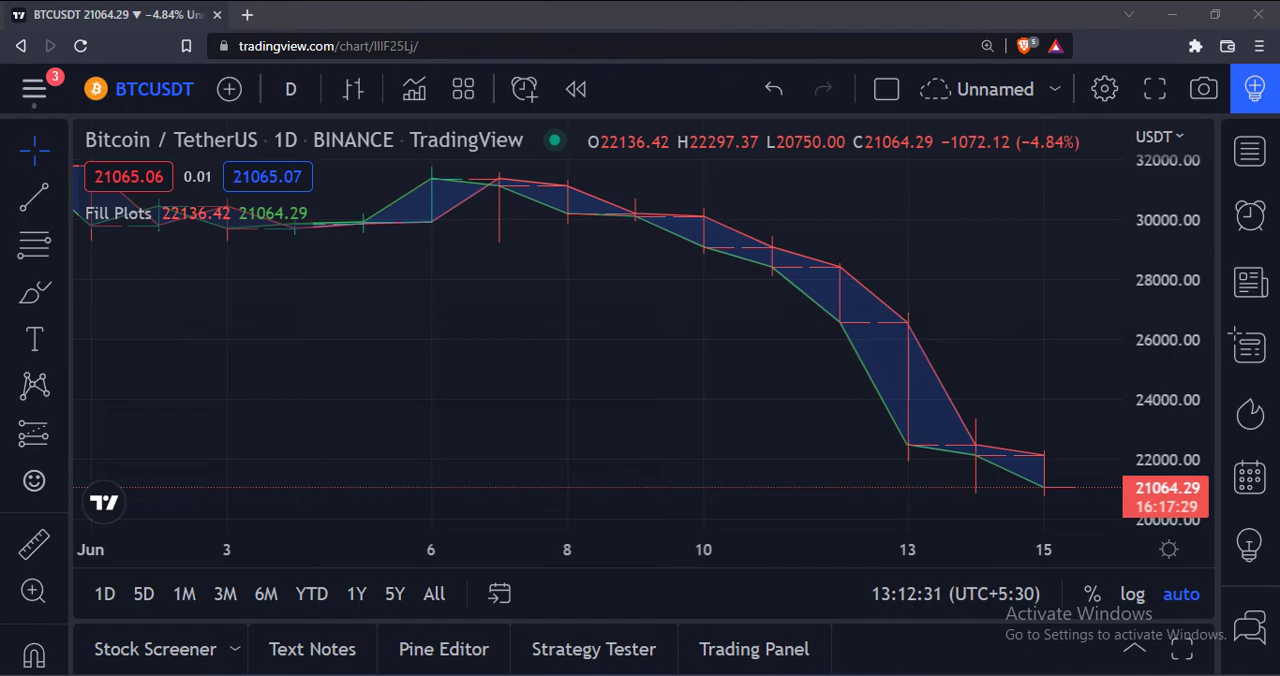 BTCUSDT 21064.29 ▼ −4.84% Un
tradingview.com/chart/IIIF25Lj/
5
3
BTCUSDT
D
Unnamed
Bitcoin / TetherUS · 1D · BINANCE · TradingView
O22136.42 H22297.37 L20750.00 C21064.29 −1072.12 (−4.84%)
USDT
21065.06 0.01 21065.07
Fill Plots 22136.42 21064.29
32000.00
30000.00
28000.00
26000.00
24000.00
22000.00
21064.29
16:17:29
20000.00
Jun 3 6 8 10 13 15
1D 5D 1M 3M 6M YTD 1Y 5Y All
13:12:31 (UTC+5:30) % log auto
Activate Windows
Go to Settings to activate Windows.
Stock Screener Text Notes Pine Editor Strategy Tester Trading Panel